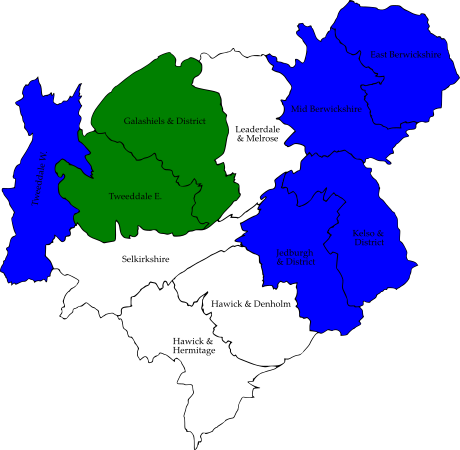 East Berwickshire
Mid Berwickshire
Galashiels & District
Leaderdale
& Melrose
Tweeddale W.
Tweeddale E.
Kelso &
District
Jedburgh
& District
Selkirkshire
Hawick & Denholm
Hawick &
Hermitage